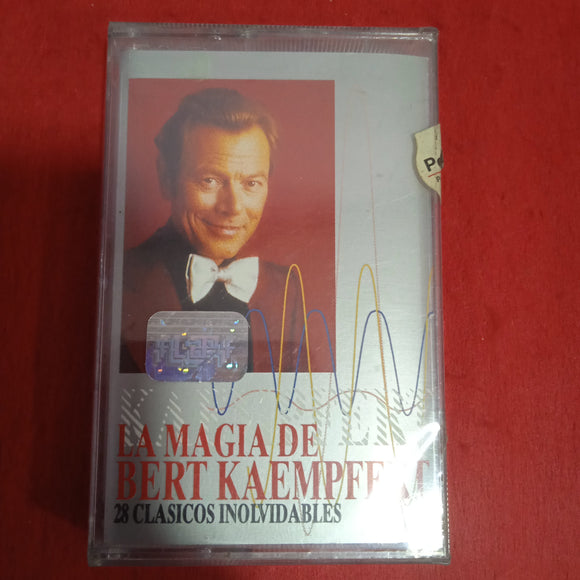 LA MAGIA DE
BERT KAEMPFERT
28 CLASICOS INOLVIDABLES